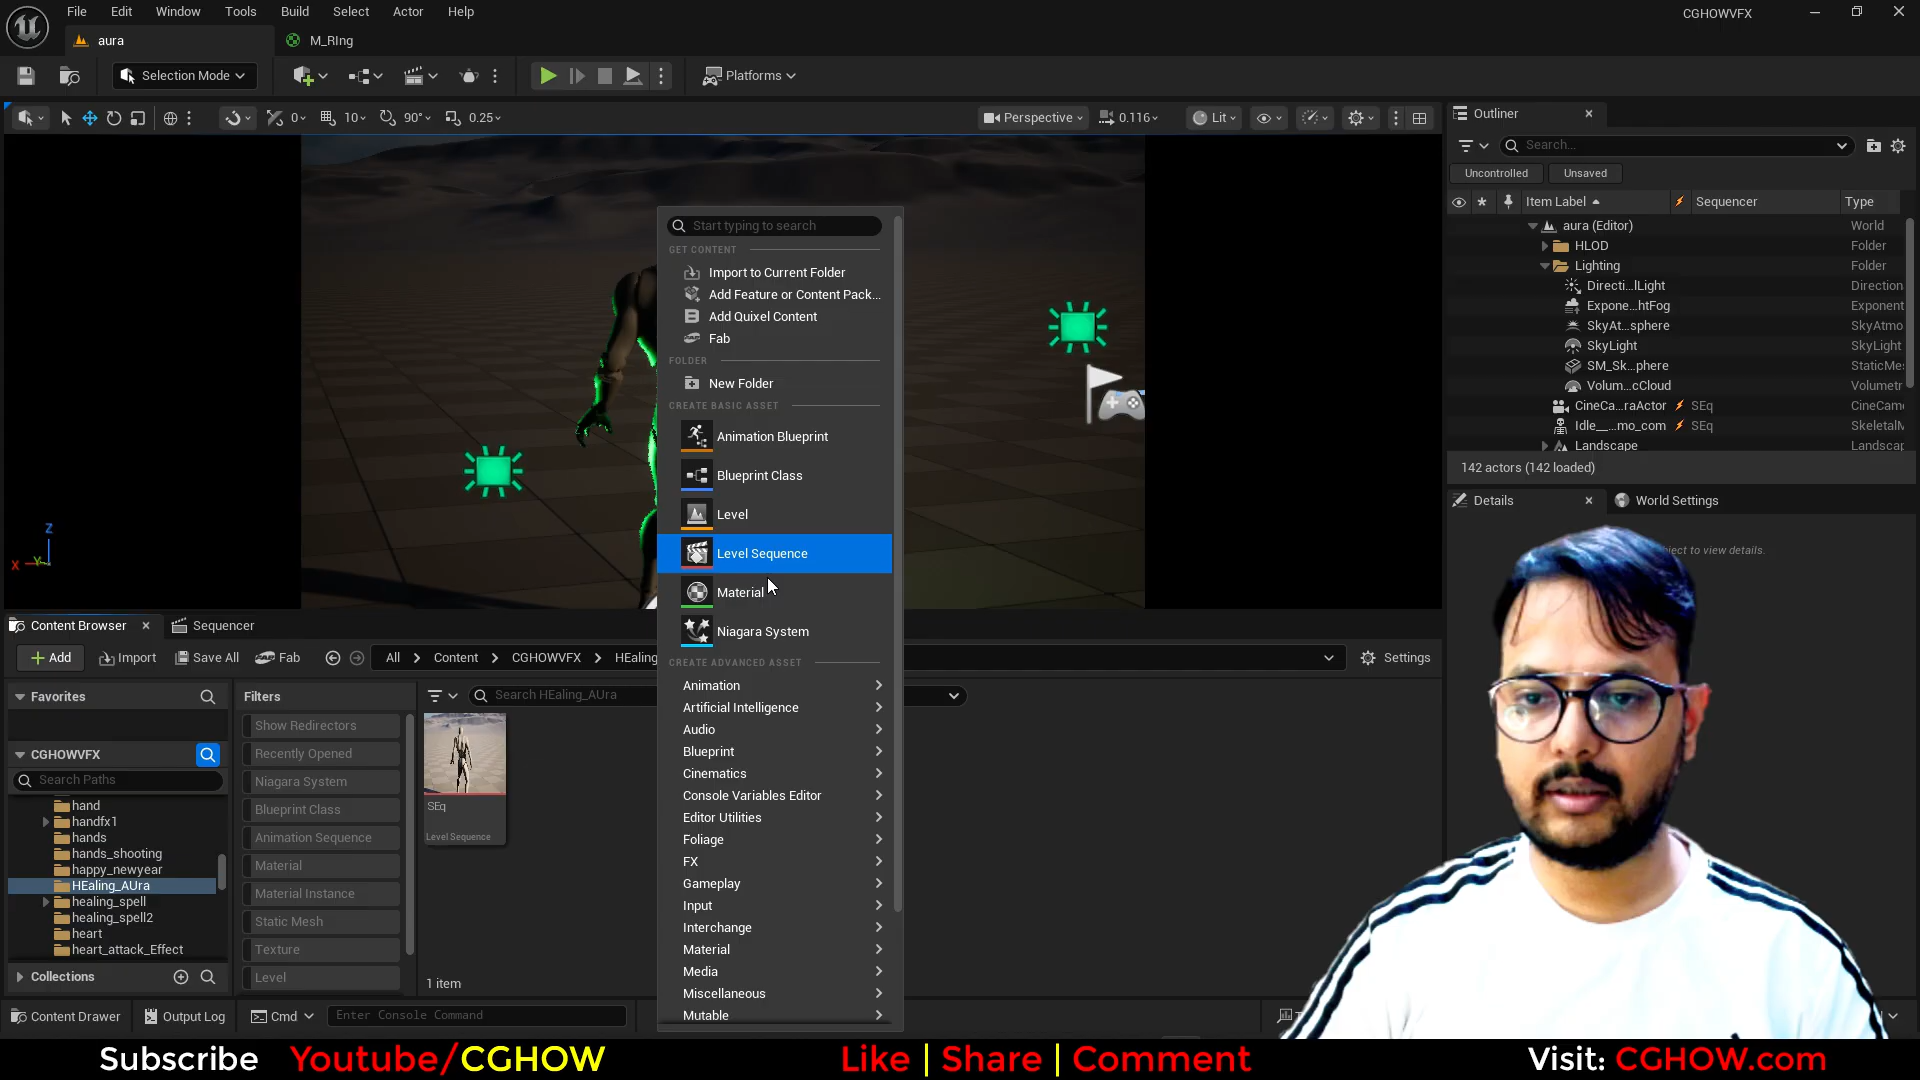 File Edit Window Tools Build Select Actor Help
CGHOWVFX
aura M_RIng
Selection Mode Platforms
0 10 90° 0.25 Perspective 0.116 Lit
Outliner
Search...
Uncontrolled Unsaved
Item Label Sequencer Type
aura (Editor) World
HLOD Folder
Lighting Folder
Directi...lLight Direction
Expone...htFog Exponent
SkyAt...sphere SkyAtmo
SkyLight SkyLight
SM_Sk...phere StaticMe
Volum...cCloud Volumetr
CineCa...raActor SEq CineCame
Idle__...mo_com SEq SkeletalM
Landscape Landscap
142 actors (142 loaded)
Details World Settings
ject to view details.
Start typing to search
GET CONTENT
Import to Current Folder
Add Feature or Content Pack...
Add Quixel Content
Fab
FOLDER
New Folder
CREATE BASIC ASSET
Animation Blueprint
Blueprint Class
Level
Level Sequence
Material
Niagara System
CREATE ADVANCED ASSET
Animation
Artificial Intelligence
Audio
Blueprint
Cinematics
Console Variables Editor
Editor Utilities
Foliage
FX
Gameplay
Input
Interchange
Material
Media
Miscellaneous
Mutable
Z
X Y
Content Browser Sequencer
Add Import Save All Fab All Content CGHOWVFX HEaling Settings
Favorites
CGHOWVFX
Search Paths
hand
handfx1
hands
hands_shooting
happy_newyear
HEaling_AUra
healing_spell
healing_spell2
heart
heart_attack_Effect
Collections
Filters
Show Redirectors
Recently Opened
Niagara System
Blueprint Class
Animation Sequence
Material
Material Instance
Static Mesh
Texture
Level
Search HEaling_AUra
SEq
Level Sequence
1 item
Content Drawer Output Log Cmd Enter Console Command
Subscribe Youtube/CGHOW Like | Share | Comment Visit: CGHOW.com